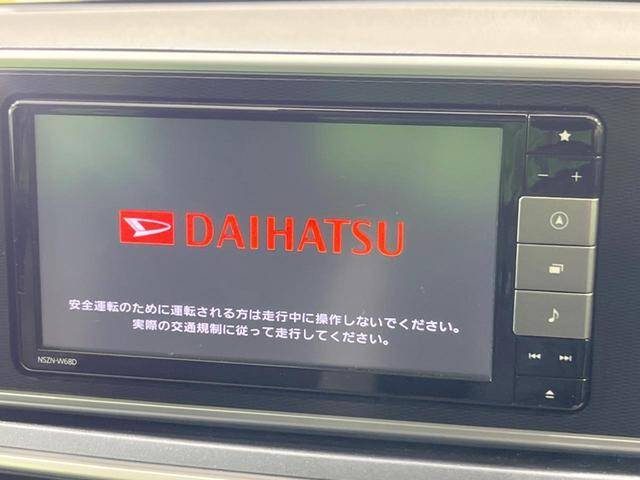 DAIHATSU
安全運転のために運転される方は走行中に操作しないでください。
実際の交通規制に従って走行してください。
NSZN-W68D